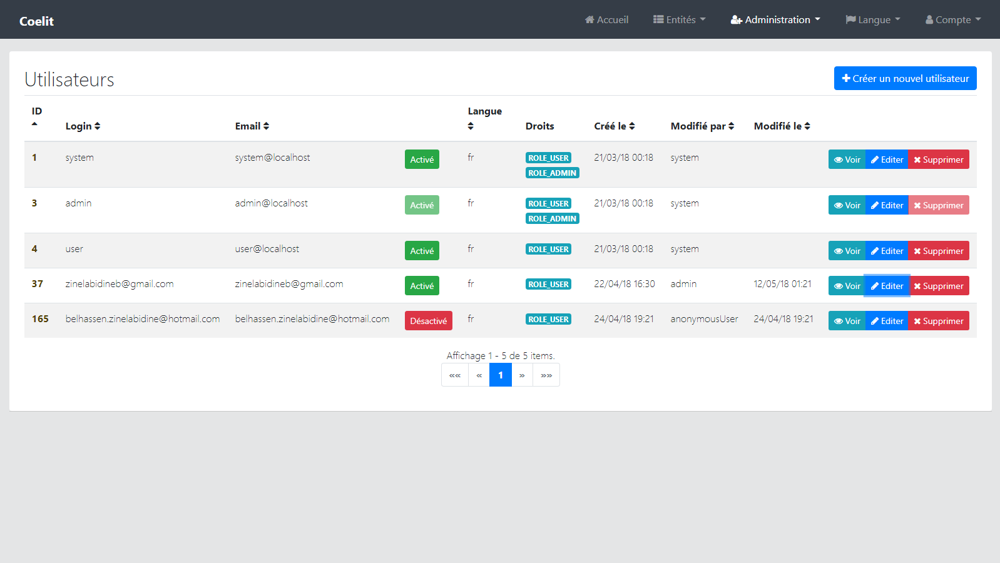 Coelit
Accueil
Entités
Administration
Langue
Compte
Utilisateurs
Créer un nouvel utilisateur
ID
Login
Email
Langue
Droits
Créé le
Modifié par
Modifié le
1 system system@localhost Activé fr ROLE_USER 21/03/18 00:18 system Voir Editer Supprimer
ROLE_ADMIN
3 admin admin@localhost Activé fr ROLE_USER 21/03/18 00:18 system Voir Editer Supprimer
ROLE_ADMIN
4 user user@localhost Activé fr ROLE_USER 21/03/18 00:18 system Voir Editer Supprimer
37 zinelabidineb@gmail.com zinelabidineb@gmail.com Activé fr ROLE_USER 22/04/18 16:30 admin 12/05/18 01:21 Voir Editer Supprimer
165 belhassen.zinelabidine@hotmail.com belhassen.zinelabidine@hotmail.com Désactivé fr ROLE_USER 24/04/18 19:21 anonymousUser 24/04/18 19:21 Voir Editer Supprimer
Affichage 1 - 5 de 5 items.
«« « 1 » »»